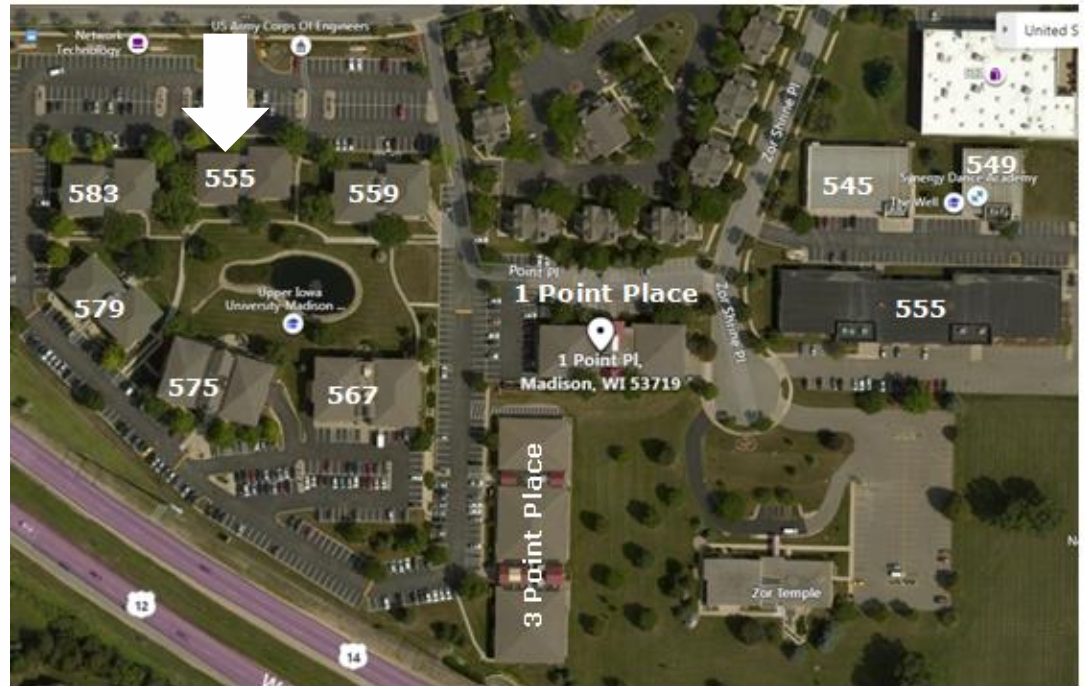 US Army Corps Of Engineers
Network
Technology
United S
Zor Shrine Pl
583
555
559
545
549
Synergy Dance Academy
The Well
Point Pl
1 Point Place
Upper Iowa
University-Madison ...
579
Zor Shrine Pl
555
1 Point Pl,
Madison, WI 53719
575
567
3 Point Place
Zor Temple
12
14